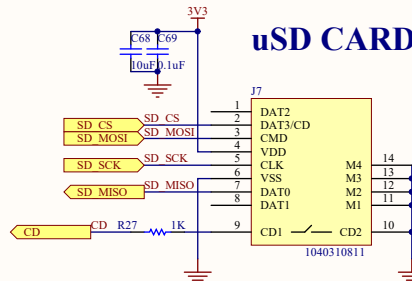 3V3
uSD CARD
C68 C69
10uF 0.1uF
J7
1 DAT2
SD_CS SD_CS 2 DAT3/CD
SD_MOSI SD_MOSI 3 CMD
4 VDD
SD_SCK SD_SCK 5 CLK M4 14
6 VSS M3 13
SD_MISO SD_MISO 7 DAT0 M2 12
8 DAT1 M1 11
CD CD R27 1K 9 CD1 CD2 10
1040310811